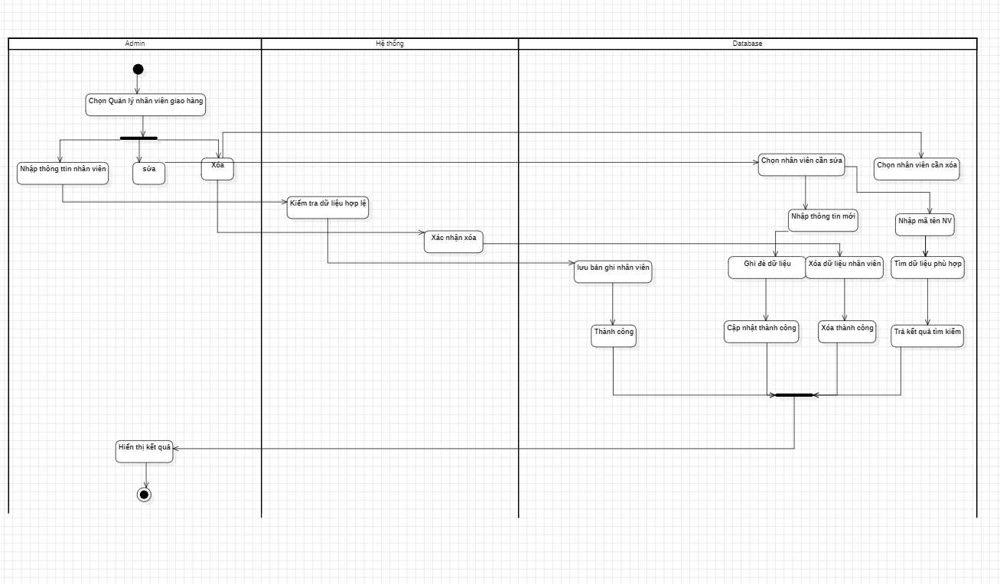 Admin
Hệ thống
Database
Chọn Quản lý nhân viên giao hàng
Nhập thông ttin nhân viên
sửa
Xóa
Chọn nhân viên cần sửa
Chọn nhân viên cần xóa
Kiểm tra dữ liệu hợp lệ
Nhập thông tin mới
Nhập mã tên NV
Xác nhận xóa
lưu bản ghi nhân viên
Ghi đè dữ liệu
Xóa dữ liệu nhân viên
Tìm dữ liệu phù hợp
Thành công
Cập nhật thành công
Xóa thành công
Trả kết quả tìm kiếm
Hiển thị kết quả